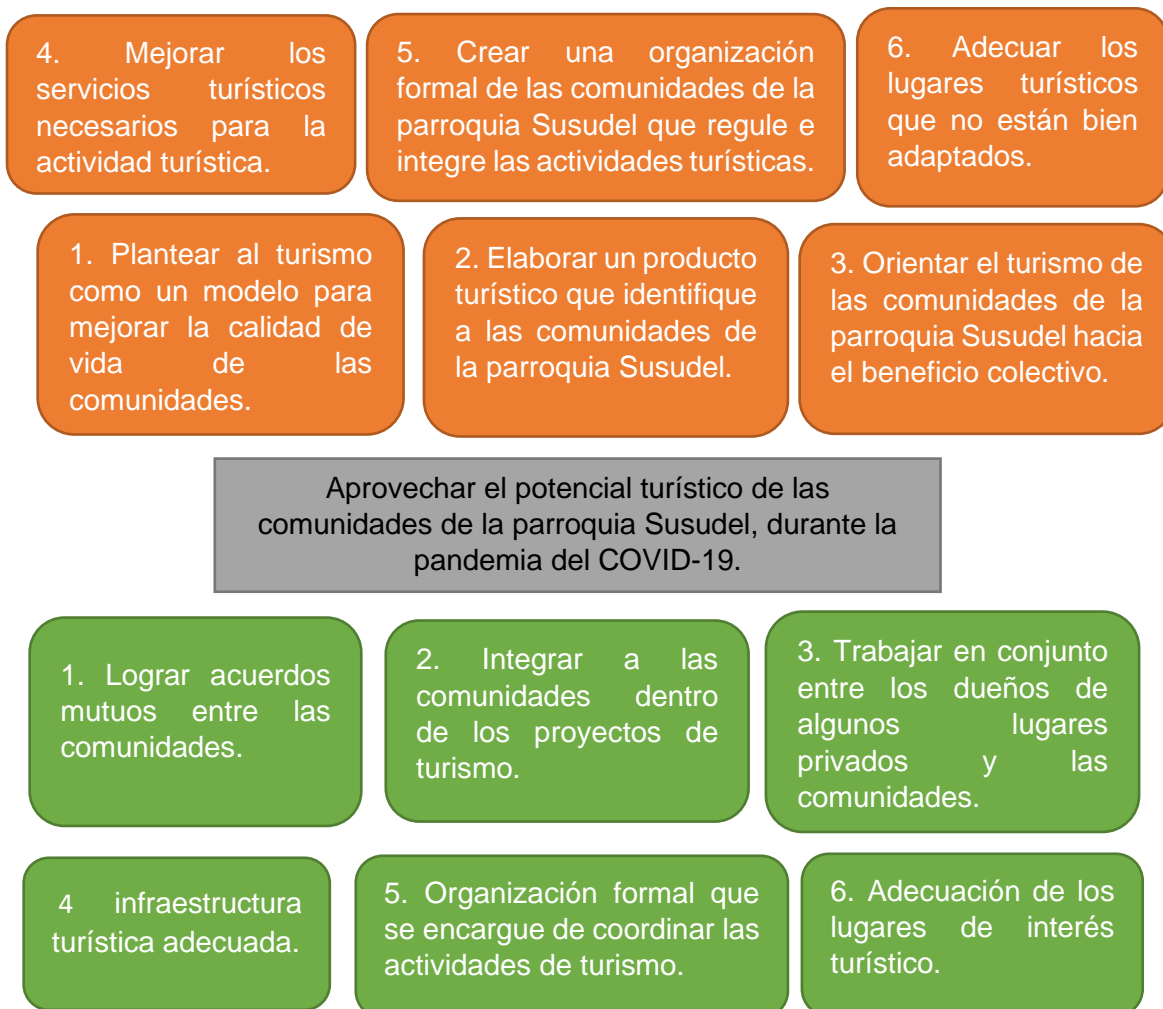 4. Mejorar los
servicios turísticos
necesarios para la
actividad turística.
5. Crear una organización
formal de las comunidades de la
parroquia Susudel que regule e
integre las actividades turísticas.
6. Adecuar los
lugares turísticos
que no están bien
adaptados.
1. Plantear al turismo
como un modelo para
mejorar la calidad de
vida de las
comunidades.
2. Elaborar un producto
turístico que identifique
a las comunidades de
la parroquia Susudel.
3. Orientar el turismo de
las comunidades de la
parroquia Susudel hacia
el beneficio colectivo.
Aprovechar el potencial turístico de las
comunidades de la parroquia Susudel, durante la
pandemia del COVID-19.
1. Lograr acuerdos
mutuos entre las
comunidades.
2. Integrar a las
comunidades dentro
de los proyectos de
turismo.
3. Trabajar en conjunto
entre los dueños de
algunos lugares
privados y las
comunidades.
4 infraestructura
turística adecuada.
5. Organización formal que
se encargue de coordinar las
actividades de turismo.
6. Adecuación de los
lugares de interés
turístico.